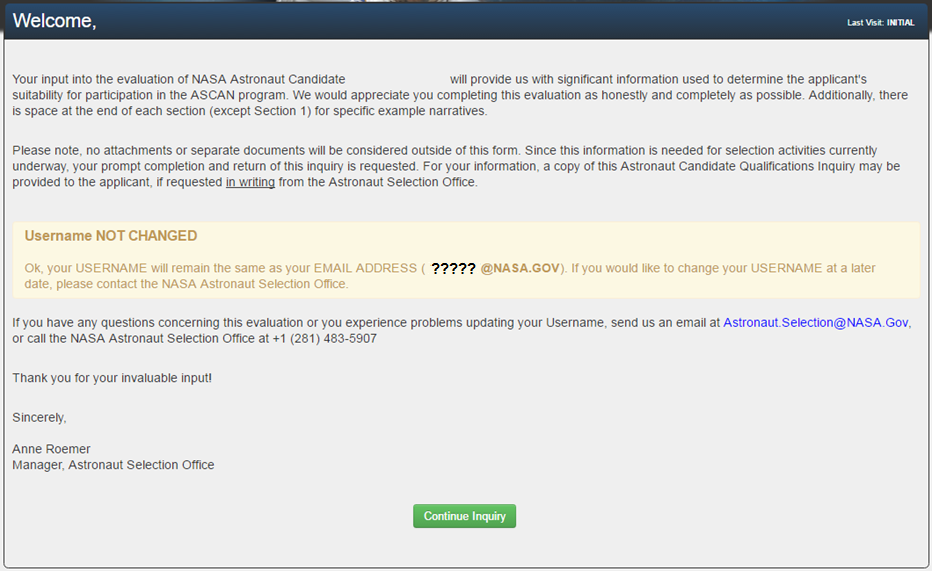 Welcome,
Last Visit: INITIAL
Your input into the evaluation of NASA Astronaut Candidate will provide us with significant information used to determine the applicant's
suitability for participation in the ASCAN program. We would appreciate you completing this evaluation as honestly and completely as possible. Additionally, there
is space at the end of each section (except Section 1) for specific example narratives.
Please note, no attachments or separate documents will be considered outside of this form. Since this information is needed for selection activities currently
underway, your prompt completion and return of this inquiry is requested. For your information, a copy of this Astronaut Candidate Qualifications Inquiry may be
provided to the applicant, if requested in writing from the Astronaut Selection Office.
Username NOT CHANGED
Ok, your USERNAME will remain the same as your EMAIL ADDRESS ( ????? @NASA.GOV). If you would like to change your USERNAME at a later
date, please contact the NASA Astronaut Selection Office.
If you have any questions concerning this evaluation or you experience problems updating your Username, send us an email at Astronaut.Selection@NASA.Gov,
or call the NASA Astronaut Selection Office at +1 (281) 483-5907
Thank you for your invaluable input!
Sincerely,
Anne Roemer
Manager, Astronaut Selection Office
Continue Inquiry